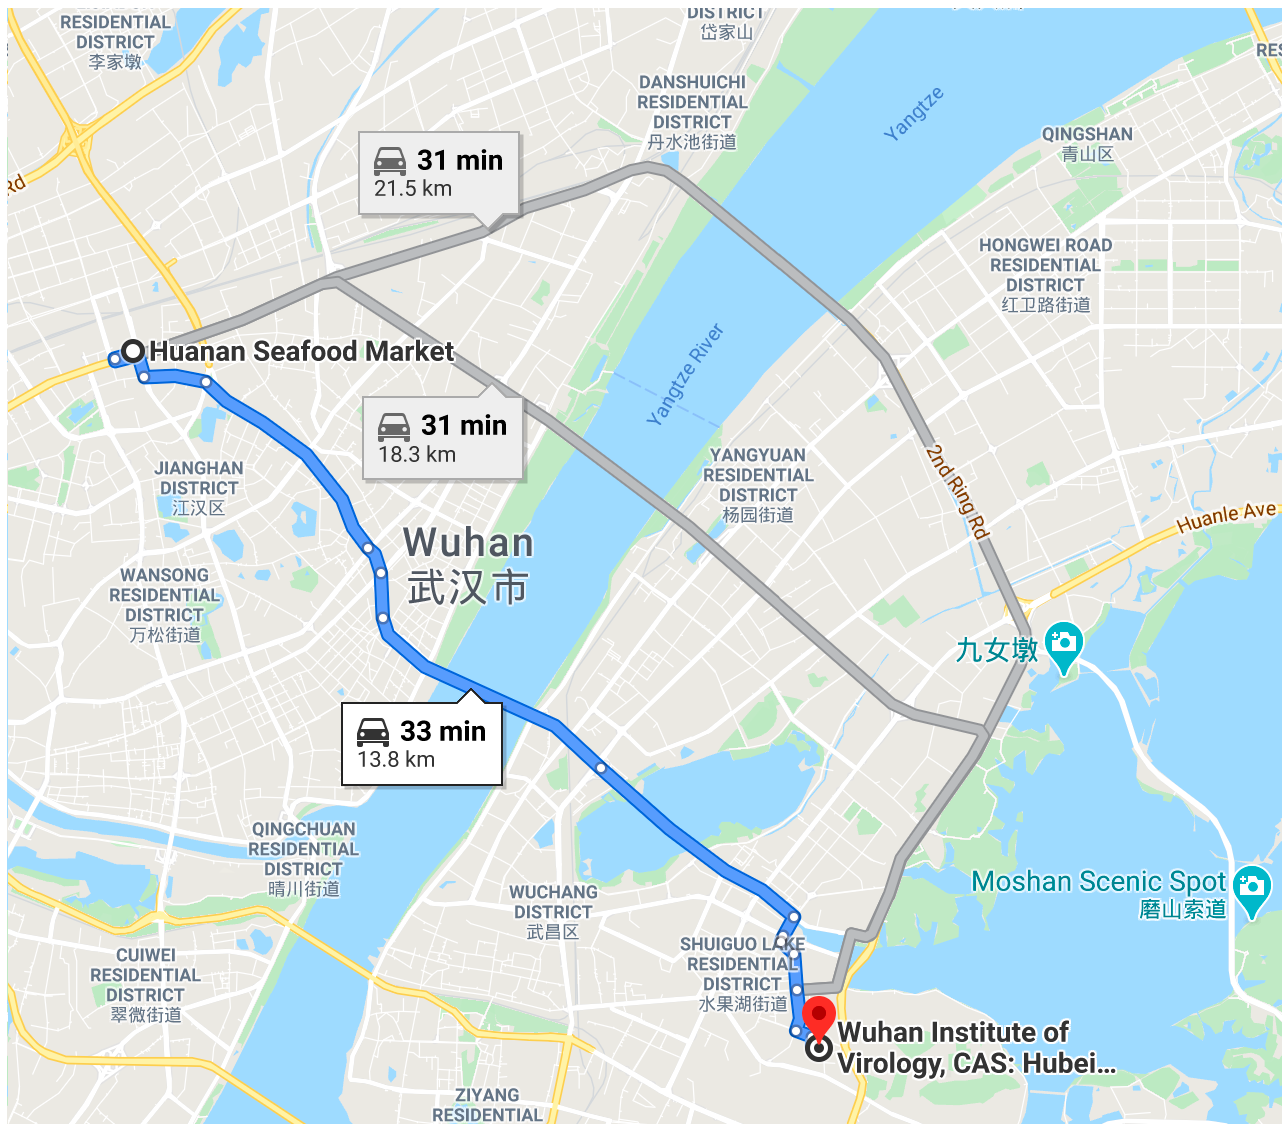 RESIDENTIAL
DISTRICT
李家墩
DISTRICT
岱家山
DANSHUICHI
RESIDENTIAL
DISTRICT
丹水池街道
Yangtze
QINGSHAN
青山区
31 min
21.5 km
Rd
HONGWEI ROAD
RESIDENTIAL
DISTRICT
红卫路街道
Huanan Seafood Market
Yangtze River
31 min
18.3 km
JIANGHAN
DISTRICT
江汉区
YANGYUAN
RESIDENTIAL
DISTRICT
杨园街道
2nd Ring Rd
Huanle Ave
Wuhan
武汉市
WANSONG
RESIDENTIAL
DISTRICT
万松街道
九女墩
33 min
13.8 km
QINGCHUAN
RESIDENTIAL
DISTRICT
晴川街道
Moshan Scenic Spot
磨山索道
WUCHANG
DISTRICT
武昌区
SHUIGUO LAKE
RESIDENTIAL
DISTRICT
水果湖街道
CUIWEI
RESIDENTIAL
DISTRICT
翠微街道
Wuhan Institute of
Virology, CAS: Hubei...
ZIYANG
RESIDENTIAL